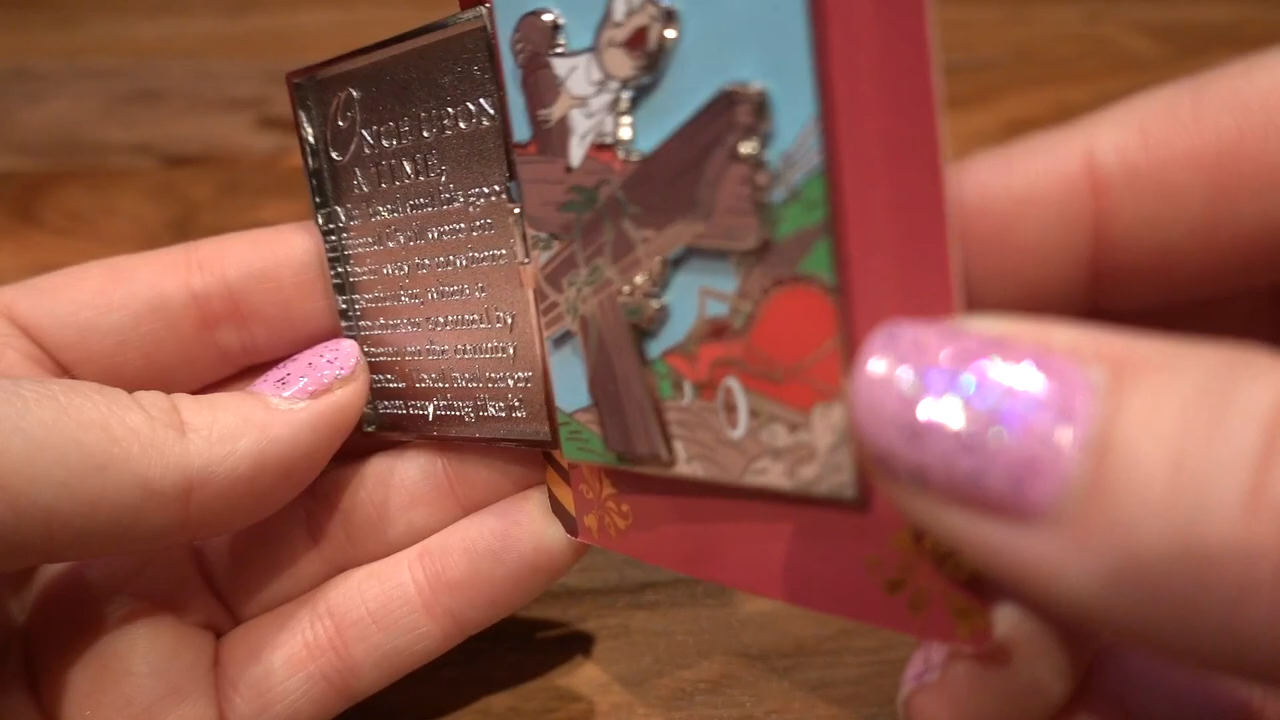 ONCE UPON
A TIME,
Toad and his good
friend Cyril were on
their way to nowhere in
particular, when a
motorcar zoomed by
them on the country
road. Toad had never
seen anything like it.